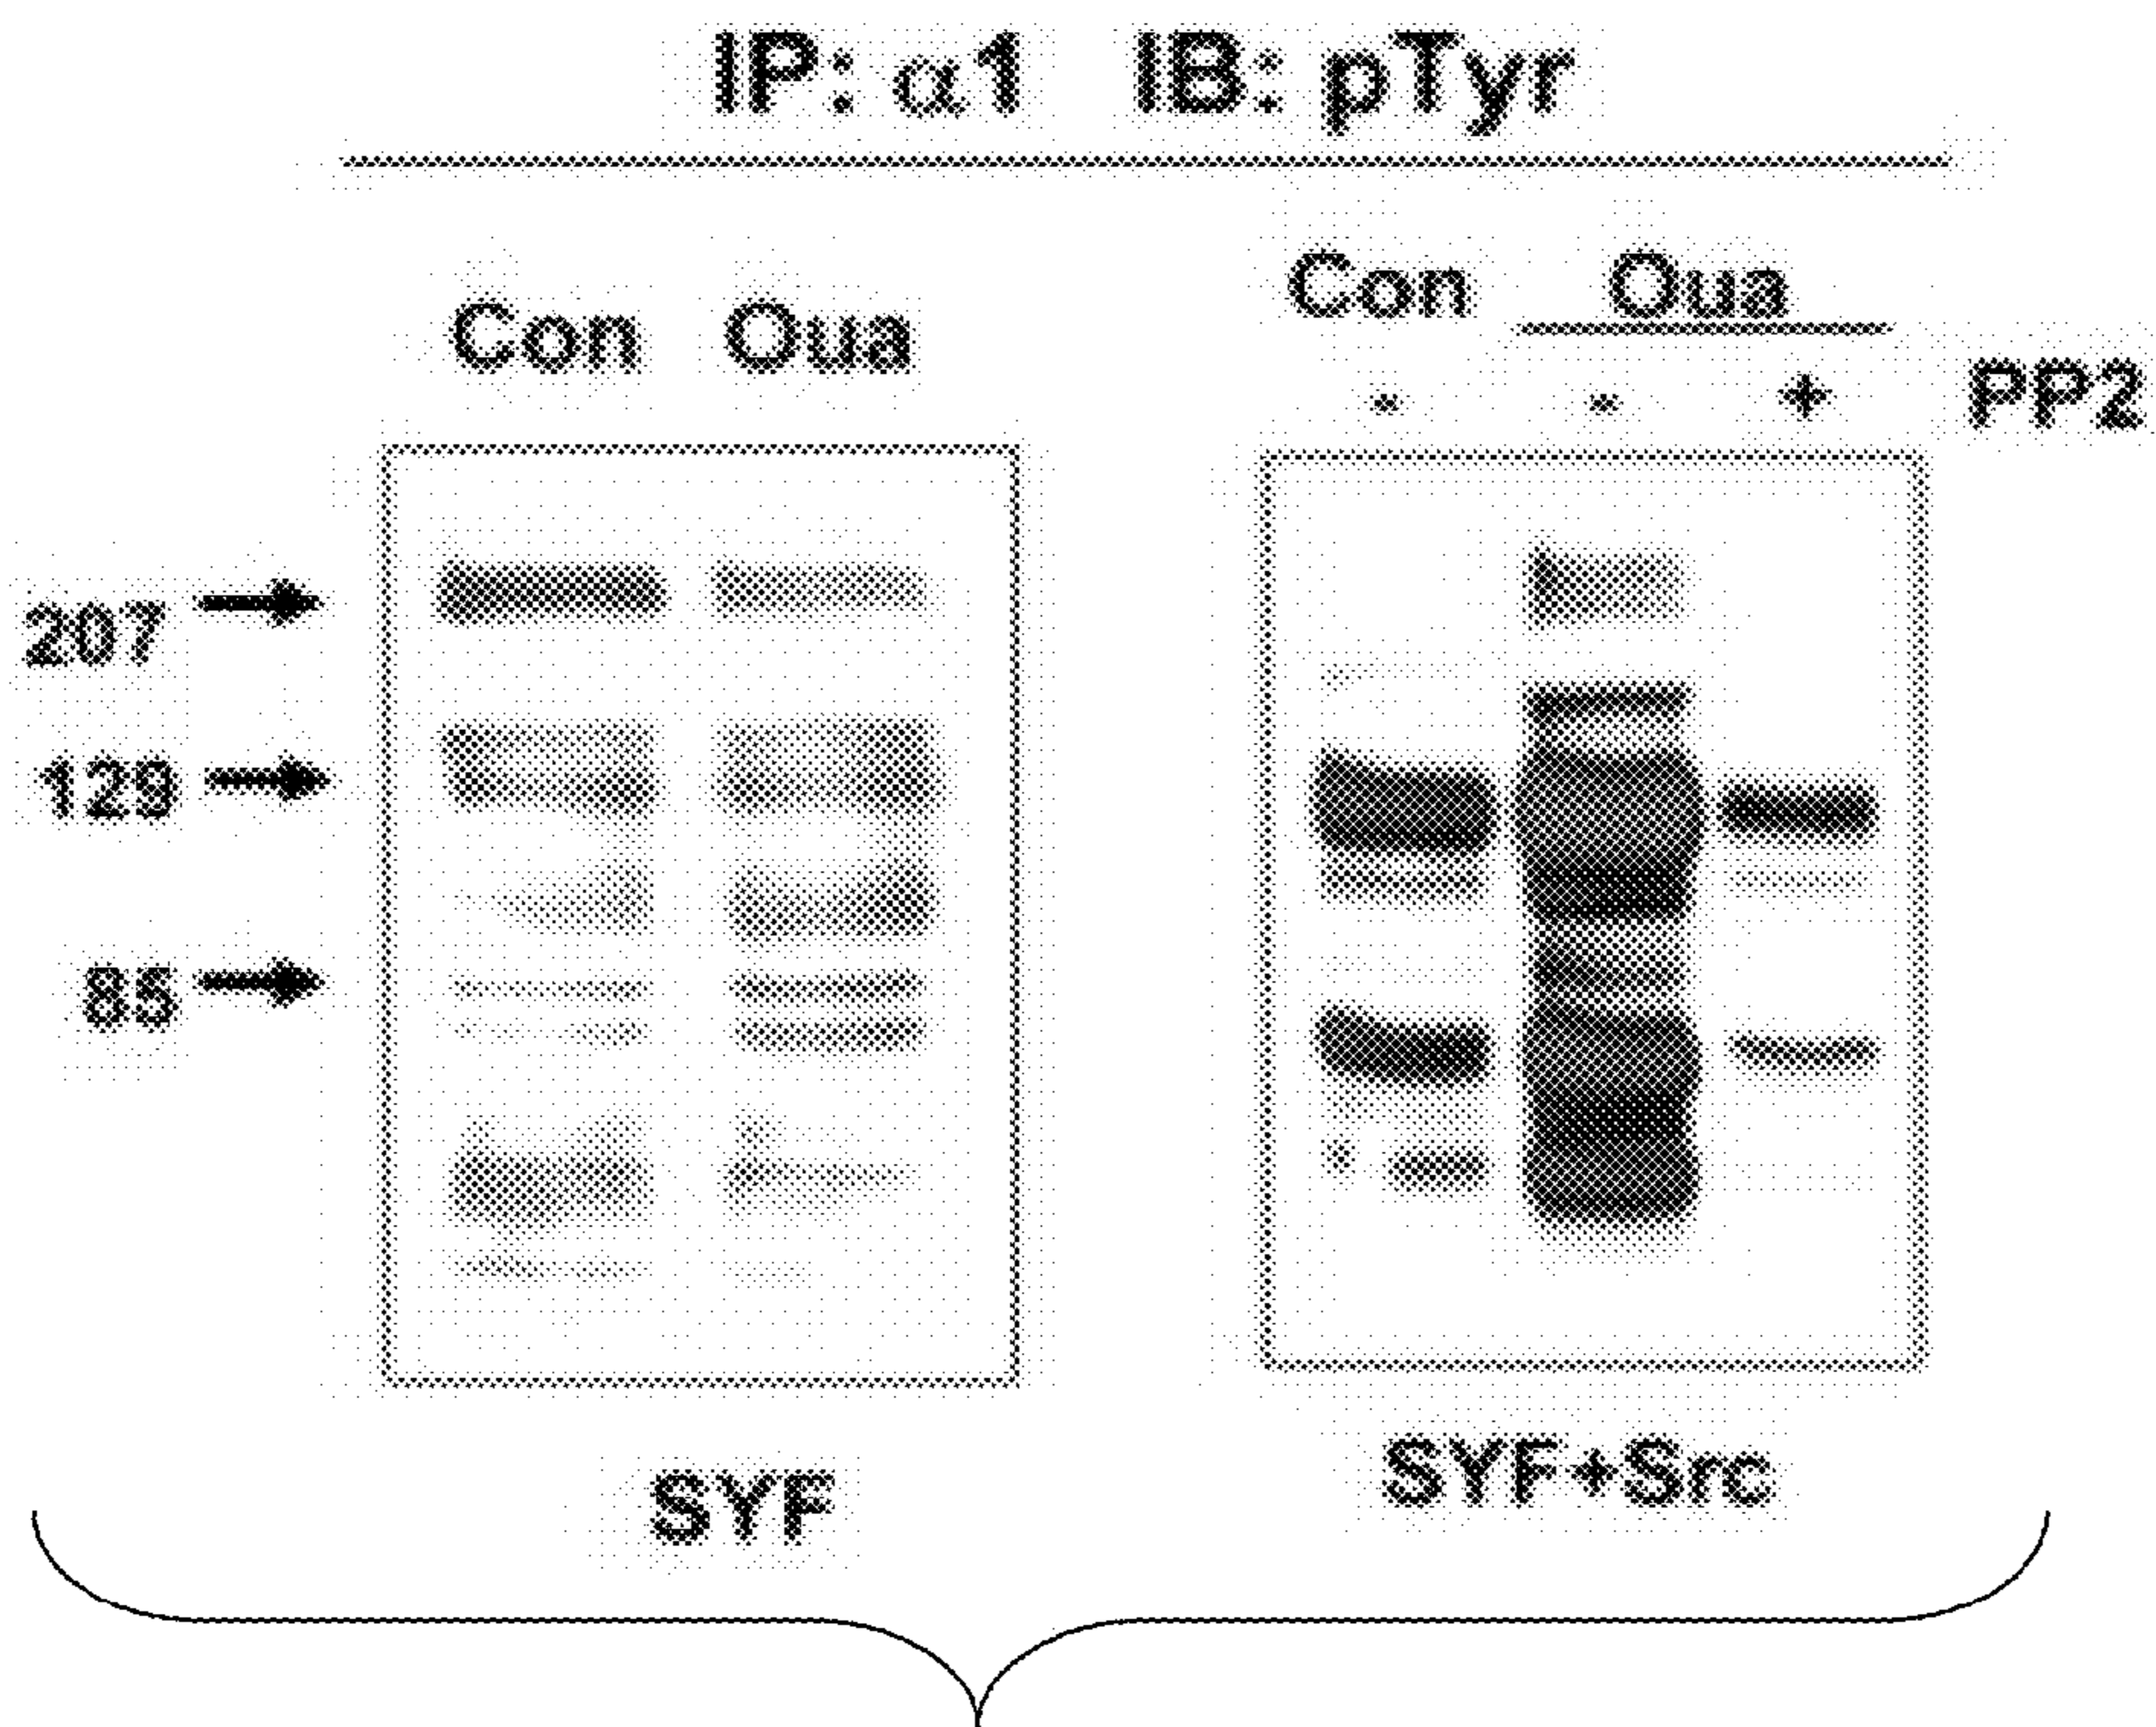 IP: α1 IB: pTyr
Con Oua
Con Oua
- - + PP2
207
129
85
SYF
SYF+Src